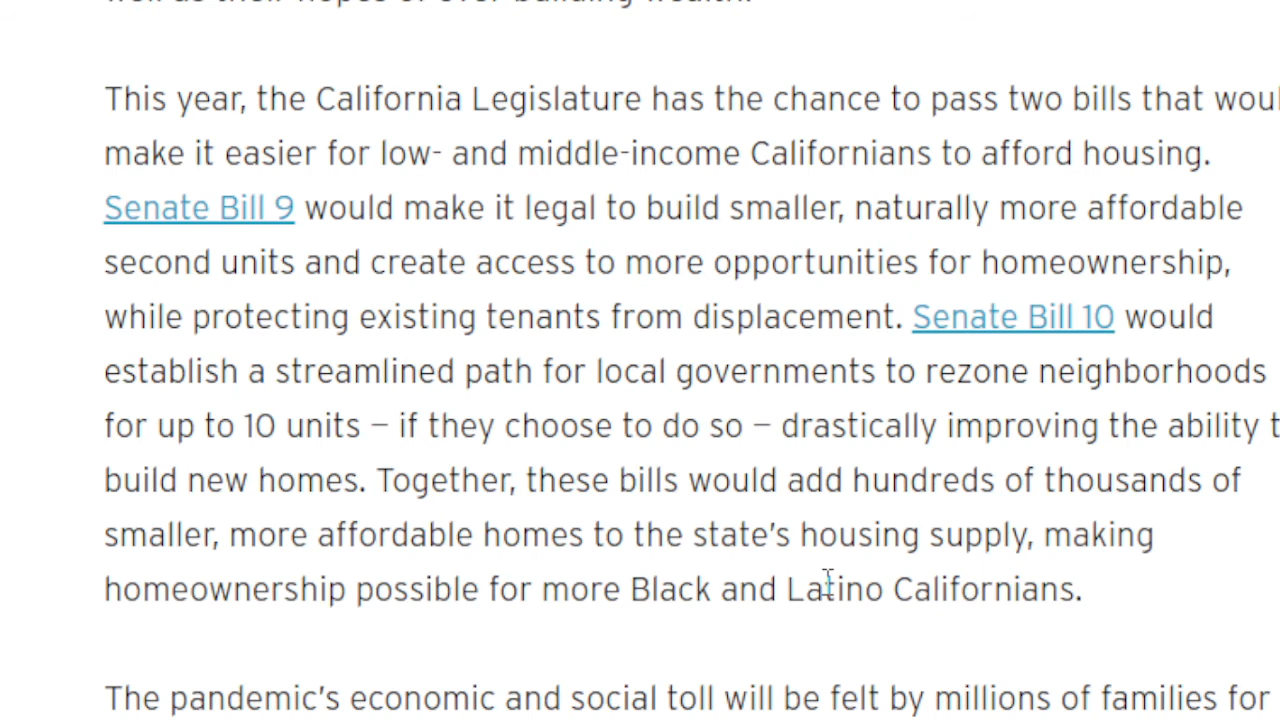 This year, the California Legislature has the chance to pass two bills that woul
make it easier for low- and middle-income Californians to afford housing.
Senate Bill 9 would make it legal to build smaller, naturally more affordable
second units and create access to more opportunities for homeownership,
while protecting existing tenants from displacement. Senate Bill 10 would
establish a streamlined path for local governments to rezone neighborhoods
for up to 10 units – if they choose to do so – drastically improving the ability t
build new homes. Together, these bills would add hundreds of thousands of
smaller, more affordable homes to the state’s housing supply, making
homeownership possible for more Black and Latino Californians.
The pandemic’s economic and social toll will be felt by millions of families for